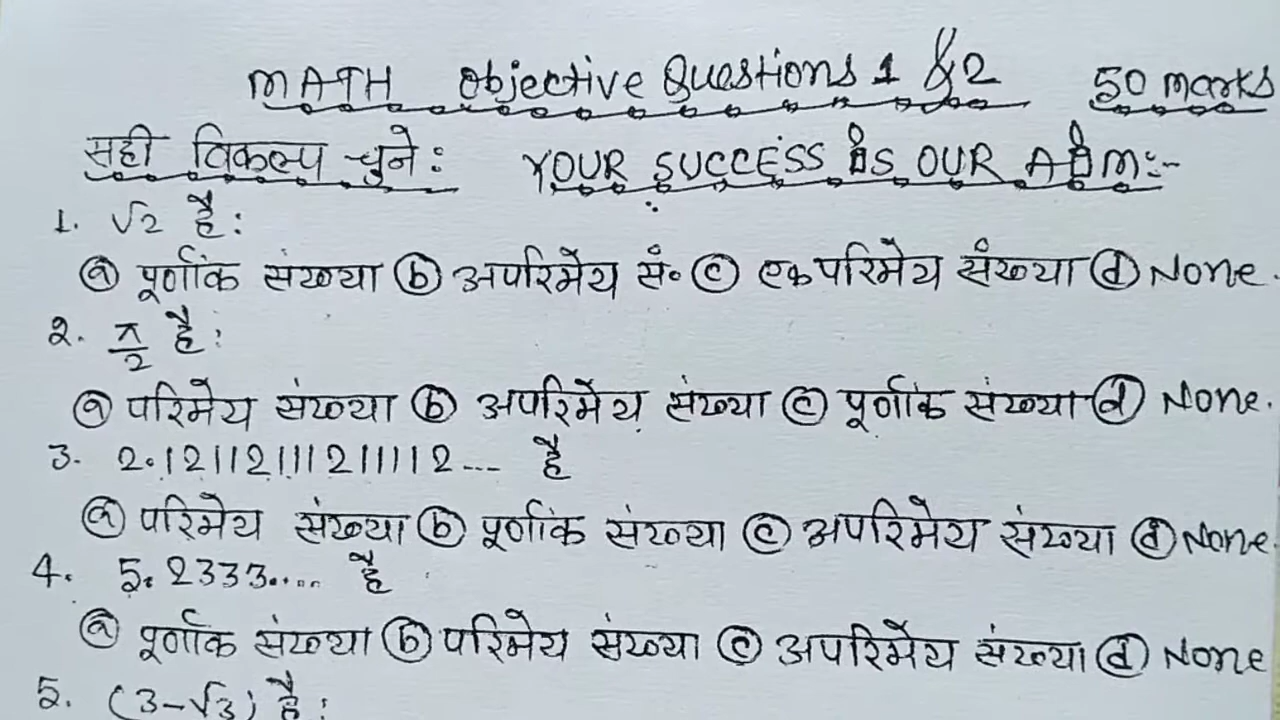 MATH Objective Questions 1 & 2 50 marks
सही विकल्प चुने: YOUR SUCCESS IS OUR AIM:-
1. √2 है:
(a) पूर्णांक संख्या (b) अपरिमेय सं॰ (c) एक परिमेय संख्या (d) None.
2. π/2 है:
(a) परिमेय संख्या (b) अपरिमेय संख्या (c) पूर्णांक संख्या (d) None.
3. 2.12112111211112--- है
(a) परिमेय संख्या (b) पूर्णांक संख्या (c) अपरिमेय संख्या (d) None.
4. 5.2333..... है
(a) पूर्णांक संख्या (b) परिमेय संख्या (c) अपरिमेय संख्या (d) None
5. (3-√3) है: